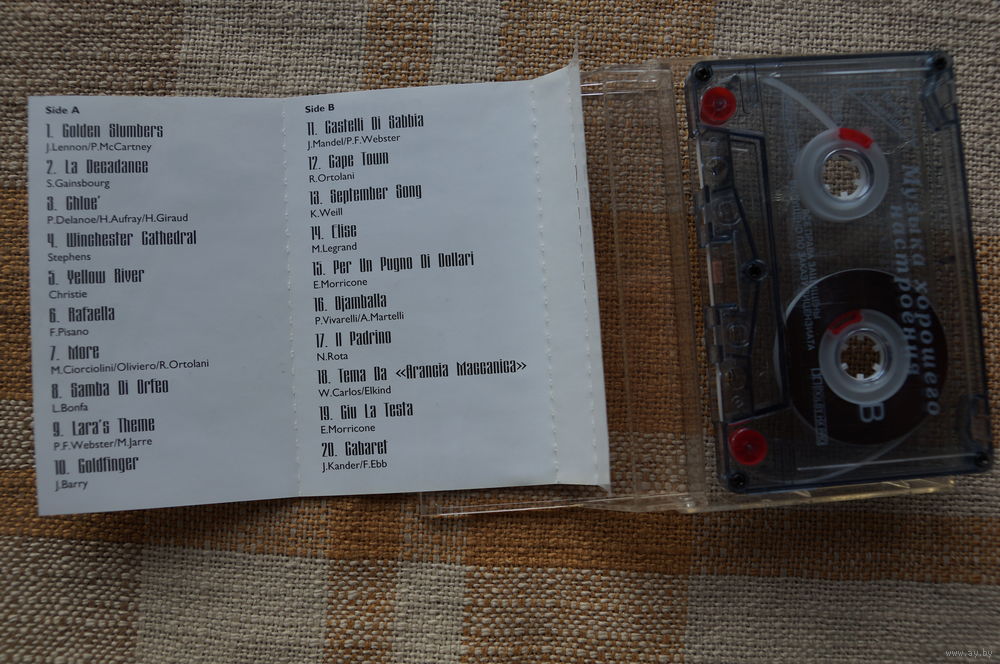 Side A
1. Golden Slumbers
J.Lennon/P.McCartney
2. La Decadance
S.Gainsbourg
3. Chloe'
P.Delanoe/H.Aufray/H.Giraud
4. Winchester Cathedral
Stephens
5. Yellow River
Christie
6. Rafaella
F.Pisano
7. More
M.Ciorciolini/Oliviero/R.Ortolani
8. Samba Di Orfeo
L.Bonfa
9. Lara's Theme
P.F.Webster/M.Jarre
10. Goldfinger
J.Barry
Side B
11. Castelli Di Sabbia
J.Mandel/P.F.Webster
12. Cape Town
R.Ortolani
13. September Song
K.Weill
14. Elise
M.Legrand
15. Per Un Pugno Di Dollari
E.Morricone
16. Djamballa
P.Vivarelli/A.Martelli
17. Il Padrino
N.Rota
18. Tema Da «Arancia Maccanica»
W.Carlos/Elkind
19. Giu La Testa
E.Morricone
20. Cabaret
J.Kander/F.Ebb
Музыка хорошего
настроения
B
www.ay.by